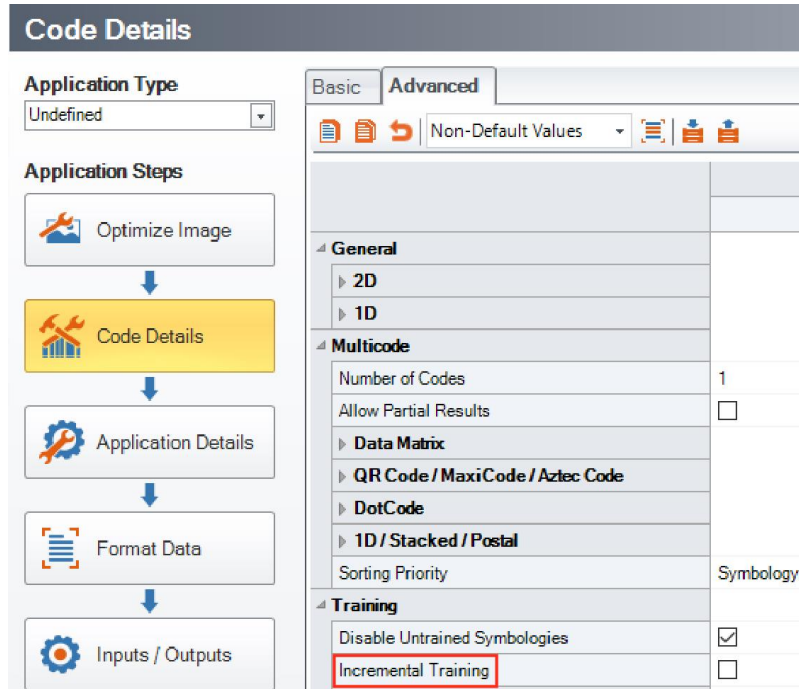 Code Details
Application Type
Undefined
Application Steps
Optimize Image
Code Details
Application Details
Format Data
Inputs / Outputs
Basic
Advanced
Non-Default Values
General
2D
1D
Multicode
Number of Codes 1
Allow Partial Results
Data Matrix
QR Code / MaxiCode / Aztec Code
DotCode
1D / Stacked / Postal
Sorting Priority Symbology
Training
Disable Untrained Symbologies
Incremental Training